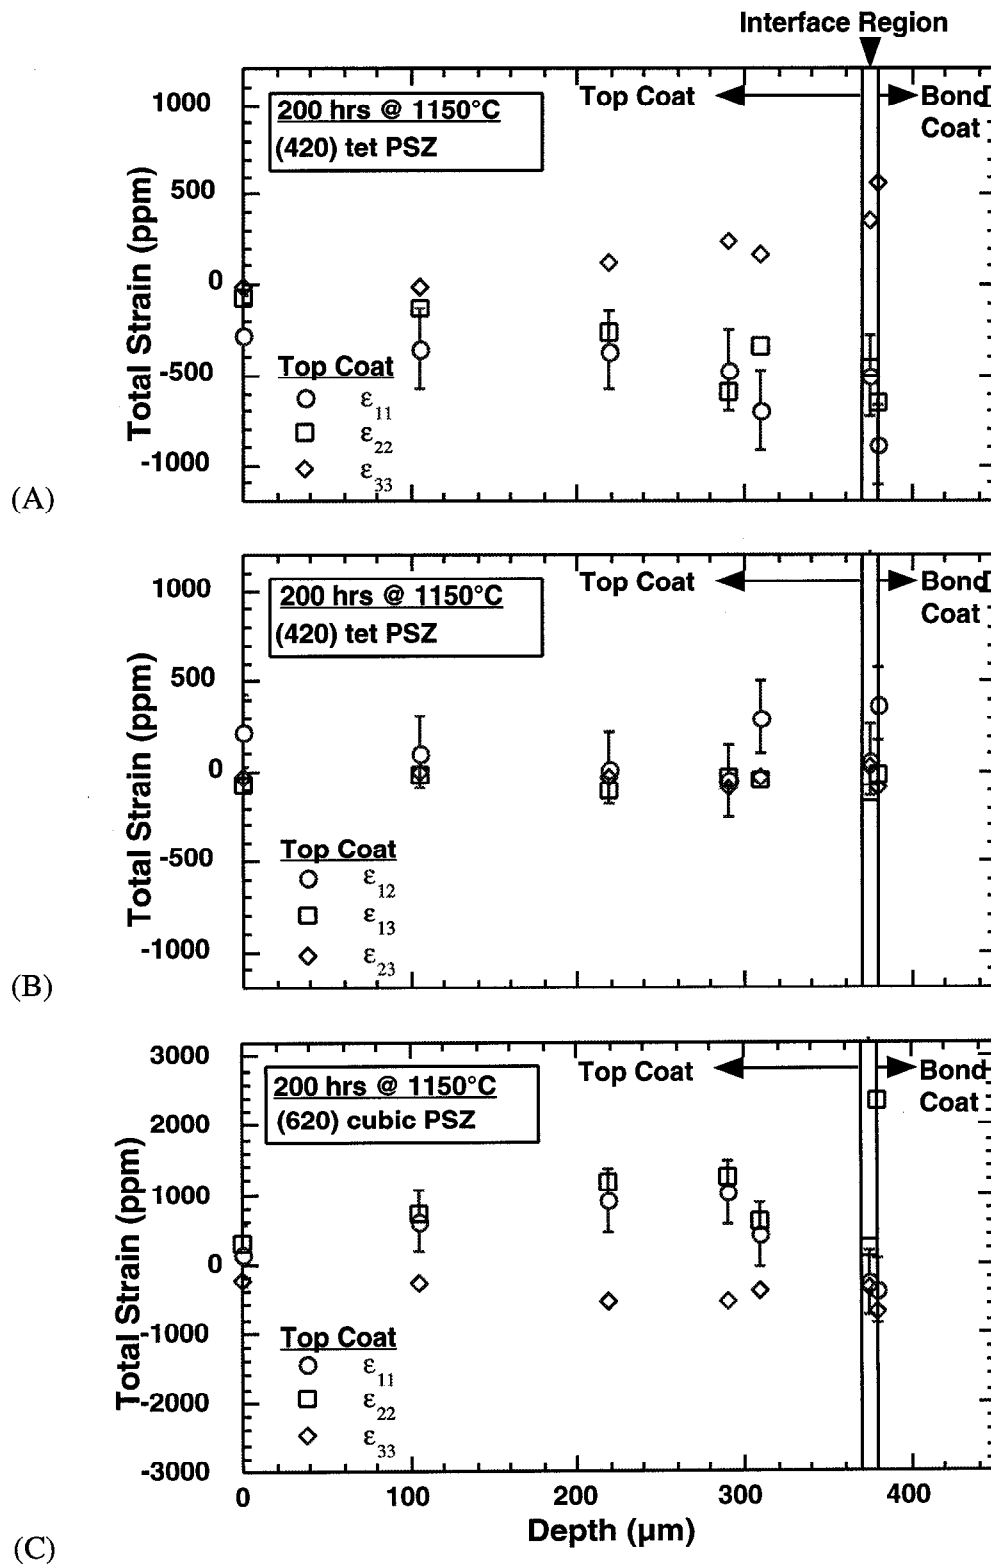 Interface Region
1000
500
0
-500
-1000
Total Strain (ppm)
200 hrs @ 1150°C
(420) tet PSZ
Top Coat
Bond
Coat
Top Coat
ε11
ε22
ε33
(A)
1000
500
0
-500
-1000
Total Strain (ppm)
200 hrs @ 1150°C
(420) tet PSZ
Top Coat
Bond
Coat
Top Coat
ε12
ε13
ε23
(B)
3000
2000
1000
0
-1000
-2000
-3000
Total Strain (ppm)
200 hrs @ 1150°C
(620) cubic PSZ
Top Coat
Bond
Coat
Top Coat
ε11
ε22
ε33
0 100 200 300 400
Depth (µm)
(C)